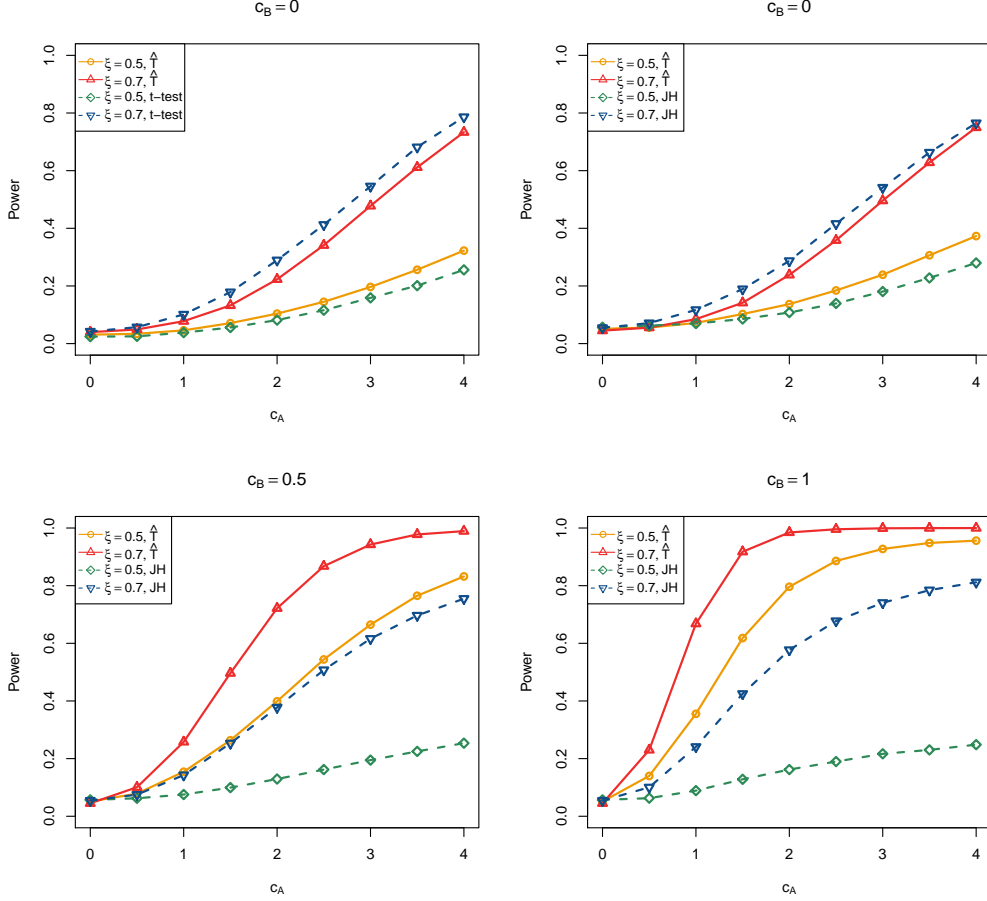 c_B = 0
Power
1.0
0.8
0.6
0.4
0.2
0.0
ξ = 0.5, T̂
ξ = 0.7, T̂
ξ = 0.5, t−test
ξ = 0.7, t−test
0 1 2 3 4
c_A
c_B = 0
Power
1.0
0.8
0.6
0.4
0.2
0.0
ξ = 0.5, T̂
ξ = 0.7, T̂
ξ = 0.5, JH
ξ = 0.7, JH
0 1 2 3 4
c_A
c_B = 0.5
Power
1.0
0.8
0.6
0.4
0.2
0.0
ξ = 0.5, T̂
ξ = 0.7, T̂
ξ = 0.5, JH
ξ = 0.7, JH
0 1 2 3 4
c_A
c_B = 1
Power
1.0
0.8
0.6
0.4
0.2
0.0
ξ = 0.5, T̂
ξ = 0.7, T̂
ξ = 0.5, JH
ξ = 0.7, JH
0 1 2 3 4
c_A